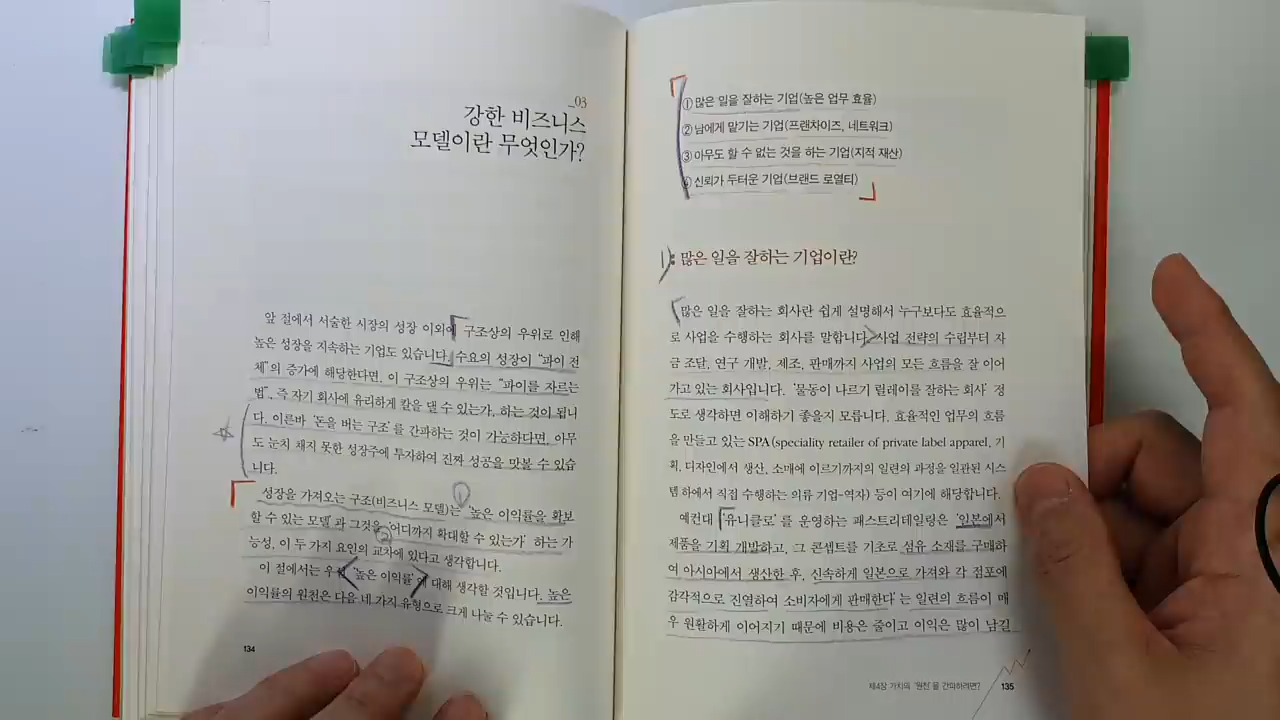 _03
강한 비즈니스
모델이란 무엇인가?
앞 절에서 서술한 시장의 성장 이외에 구조상의 우위로 인해
높은 성장을 지속하는 기업도 있습니다. 수요의 성장이 “파이 전
체”의 증가에 해당한다면, 이 구조상의 우위는 “파이를 자르는
법”, 즉 자기 회사에 유리하게 칼을 댈 수 있는가, 하는 것이 됩니
다. 이른바 ‘돈을 버는 구조’를 간파하는 것이 가능하다면, 아무
도 눈치 채지 못한 성장주에 투자하여 진짜 성공을 맛볼 수 있습
니다.
성장을 가져오는 구조(비즈니스 모델)는 ‘높은 이익률을 확보
할 수 있는 모델’과 그것을 ‘어디까지 확대할 수 있는가’ 하는 가
능성, 이 두 가지 요인의 교차에 있다고 생각합니다.
이 절에서는 우선 ‘높은 이익률’에 대해 생각할 것입니다. 높은
이익률의 원천은 다음 네 가지 유형으로 크게 나눌 수 있습니다.
134
① 많은 일을 잘하는 기업(높은 업무 효율)
② 남에게 맡기는 기업(프랜차이즈, 네트워크)
③ 아무도 할 수 없는 것을 하는 기업(지적 재산)
④ 신뢰가 두터운 기업(브랜드 로열티)
1) : 많은 일을 잘하는 기업이란?
많은 일을 잘하는 회사란 쉽게 설명해서 누구보다도 효율적으
로 사업을 수행하는 회사를 말합니다. 사업 전략의 수립부터 자
금 조달, 연구 개발, 제조, 판매까지 사업의 모든 흐름을 잘 이어
가고 있는 회사입니다. ‘물동이 나르기 릴레이를 잘하는 회사’ 정
도로 생각하면 이해하기 좋을지 모릅니다. 효율적인 업무의 흐름
을 만들고 있는 SPA(speciality retailer of private label apparel, 기
획, 디자인에서 생산, 소매에 이르기까지의 일련의 과정을 일관된 시스
템 하에서 직접 수행하는 의류 기업-역자) 등이 여기에 해당합니다.
예컨대 ‘유니클로’를 운영하는 패스트리테일링은 ‘일본에서
제품을 기획 개발하고, 그 콘셉트를 기초로 섬유 소재를 구매하
여 아시아에서 생산한 후, 신속하게 일본으로 가져와 각 점포에
감각적으로 진열하여 소비자에게 판매한다’는 일련의 흐름이 매
우 원활하게 이어지기 때문에 비용은 줄이고 이익은 많이 남길
제4장 가치의 ‘원천’을 간파하려면?
135